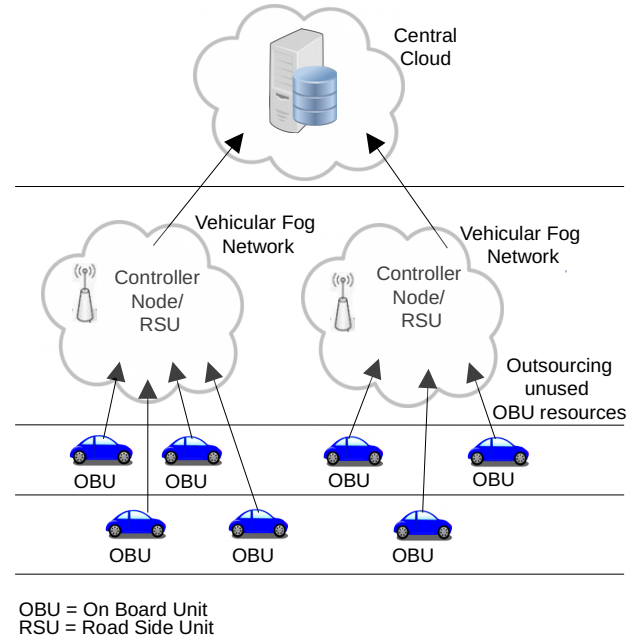 Central
Cloud
Vehicular Fog
Network
Vehicular Fog
Network
Controller
Node/
RSU
Controller
Node/
RSU
Outsourcing
unused
OBU resources
OBU
OBU
OBU
OBU
OBU
OBU
OBU
OBU = On Board Unit
RSU = Road Side Unit